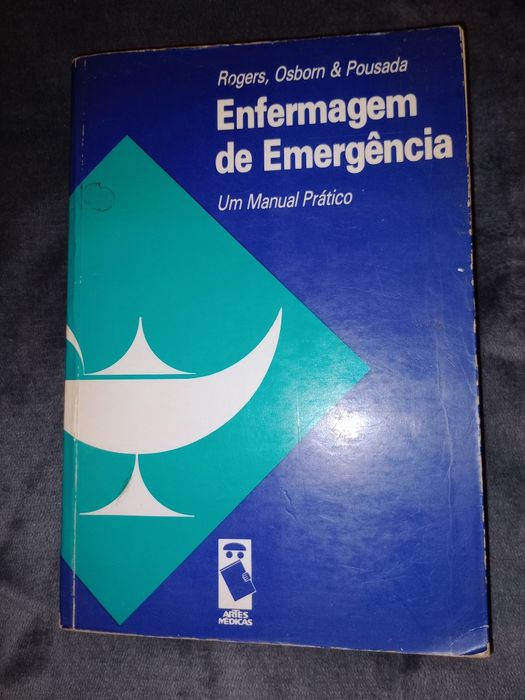 Rogers, Osborn & Pousada
Enfermagem
de Emergência
Um Manual Prático
ARTES
MÉDICAS